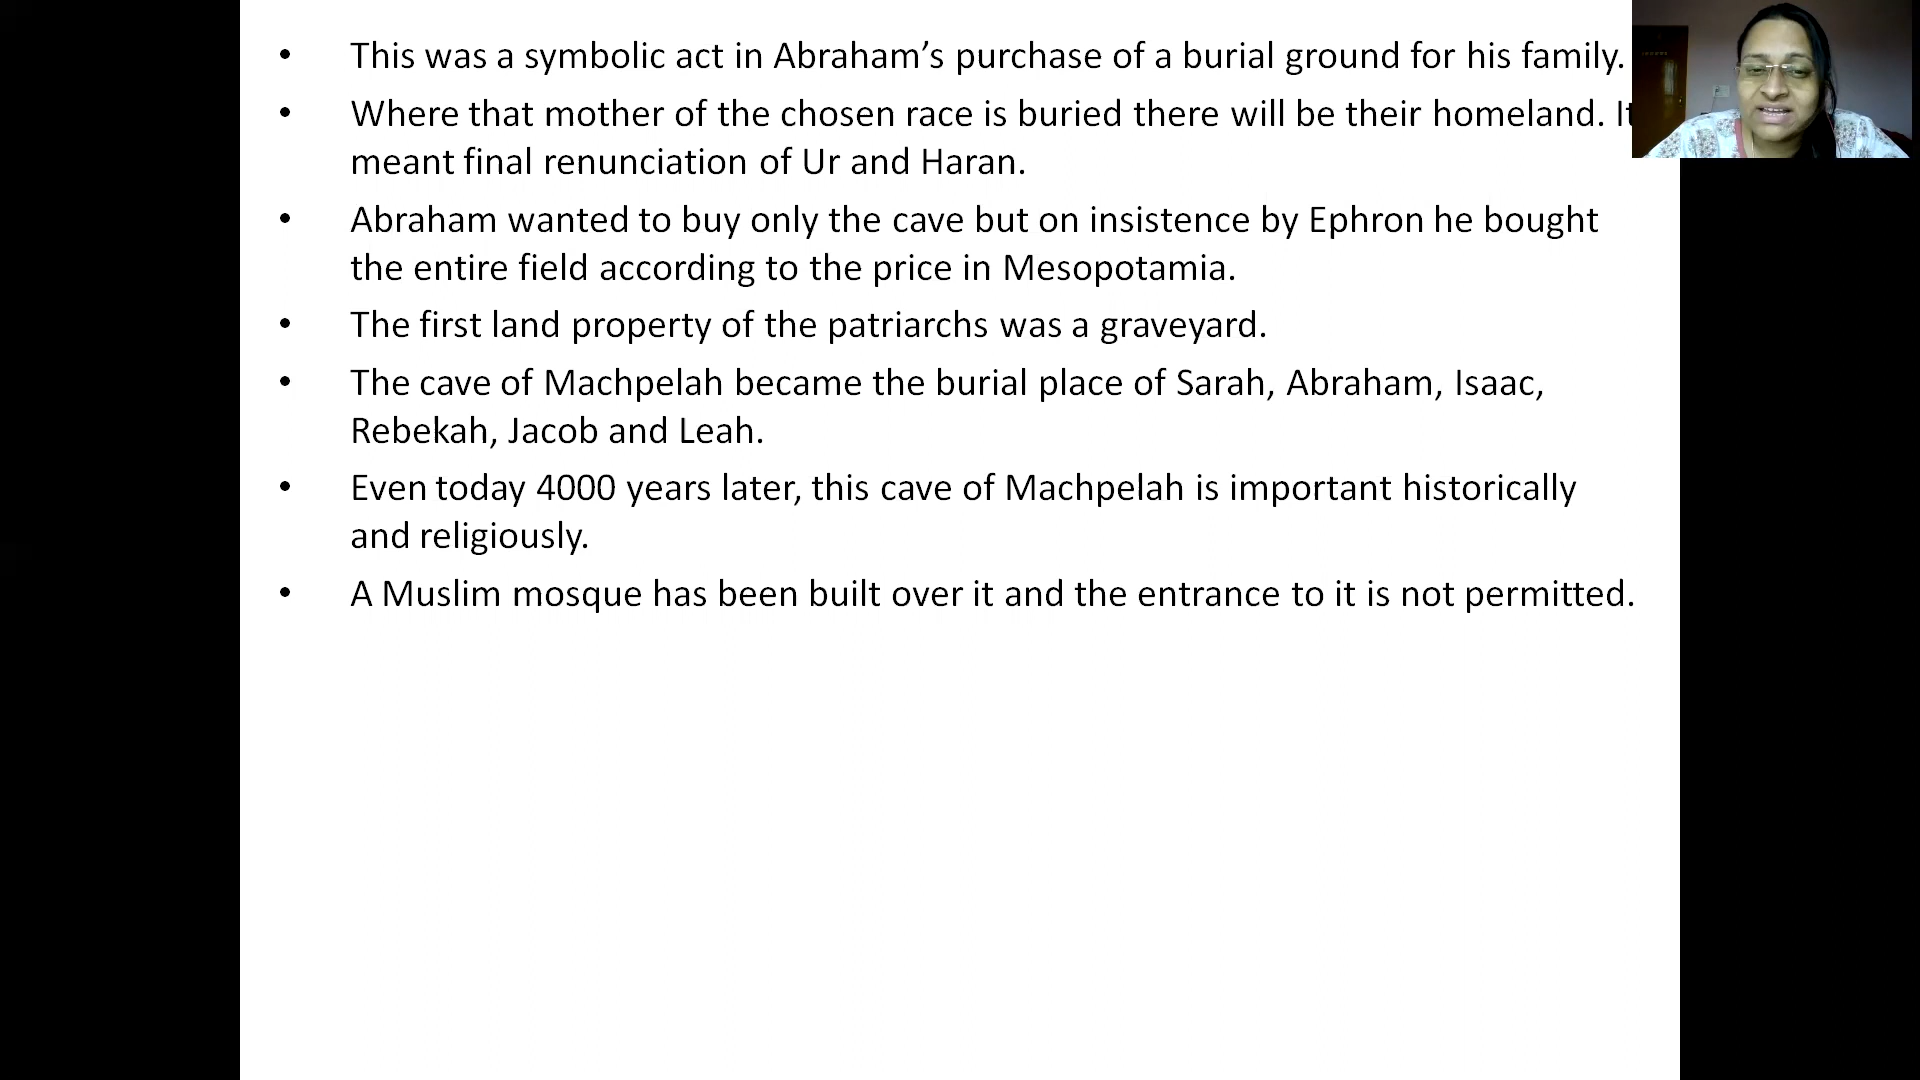 • This was a symbolic act in Abraham’s purchase of a burial ground for his family.
• Where that mother of the chosen race is buried there will be their homeland. It
meant final renunciation of Ur and Haran.
• Abraham wanted to buy only the cave but on insistence by Ephron he bought
the entire field according to the price in Mesopotamia.
• The first land property of the patriarchs was a graveyard.
• The cave of Machpelah became the burial place of Sarah, Abraham, Isaac,
Rebekah, Jacob and Leah.
• Even today 4000 years later, this cave of Machpelah is important historically
and religiously.
• A Muslim mosque has been built over it and the entrance to it is not permitted.